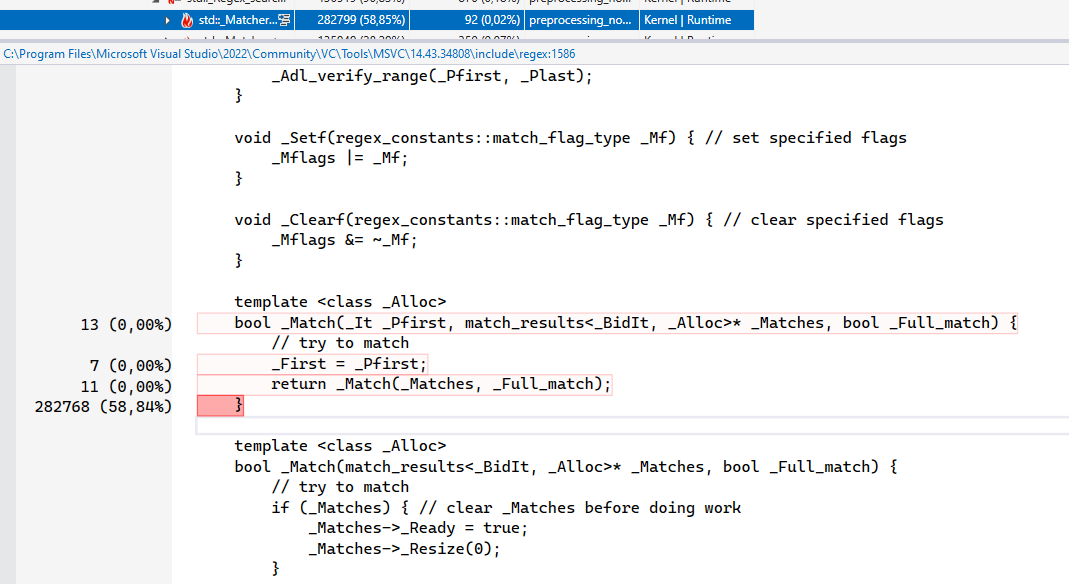 std::_Matcher... 282799 (58,85%) 92 (0,02%) preprocessing_no... Kernel | Runtime
C:\Program Files\Microsoft Visual Studio\2022\Community\VC\Tools\MSVC\14.43.34808\include\regex:1586
_Adl_verify_range(_Pfirst, _Plast);
}
void _Setf(regex_constants::match_flag_type _Mf) { // set specified flags
_Mflags |= _Mf;
}
void _Clearf(regex_constants::match_flag_type _Mf) { // clear specified flags
_Mflags &= ~_Mf;
}
template <class _Alloc>
13 (0,00%) bool _Match(_It _Pfirst, match_results<_BidIt, _Alloc>* _Matches, bool _Full_match) {
// try to match
7 (0,00%) _First = _Pfirst;
11 (0,00%) return _Match(_Matches, _Full_match);
282768 (58,84%) }
template <class _Alloc>
bool _Match(match_results<_BidIt, _Alloc>* _Matches, bool _Full_match) {
// try to match
if (_Matches) { // clear _Matches before doing work
_Matches->_Ready = true;
_Matches->_Resize(0);
}